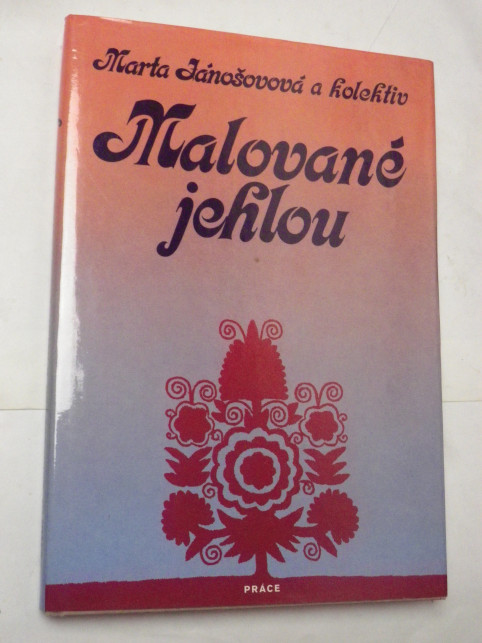 Marta Jánošovová a kolektiv
Malované
jehlou
PRÁCE